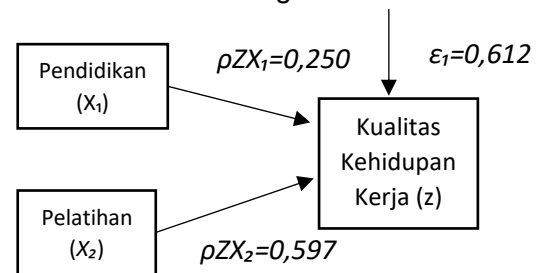 ρZX₁=0,250
ε₁=0,612
Pendidikan
(X₁)
Kualitas
Kehidupan
Kerja (z)
Pelatihan
(X₂)
ρZX₂=0,597